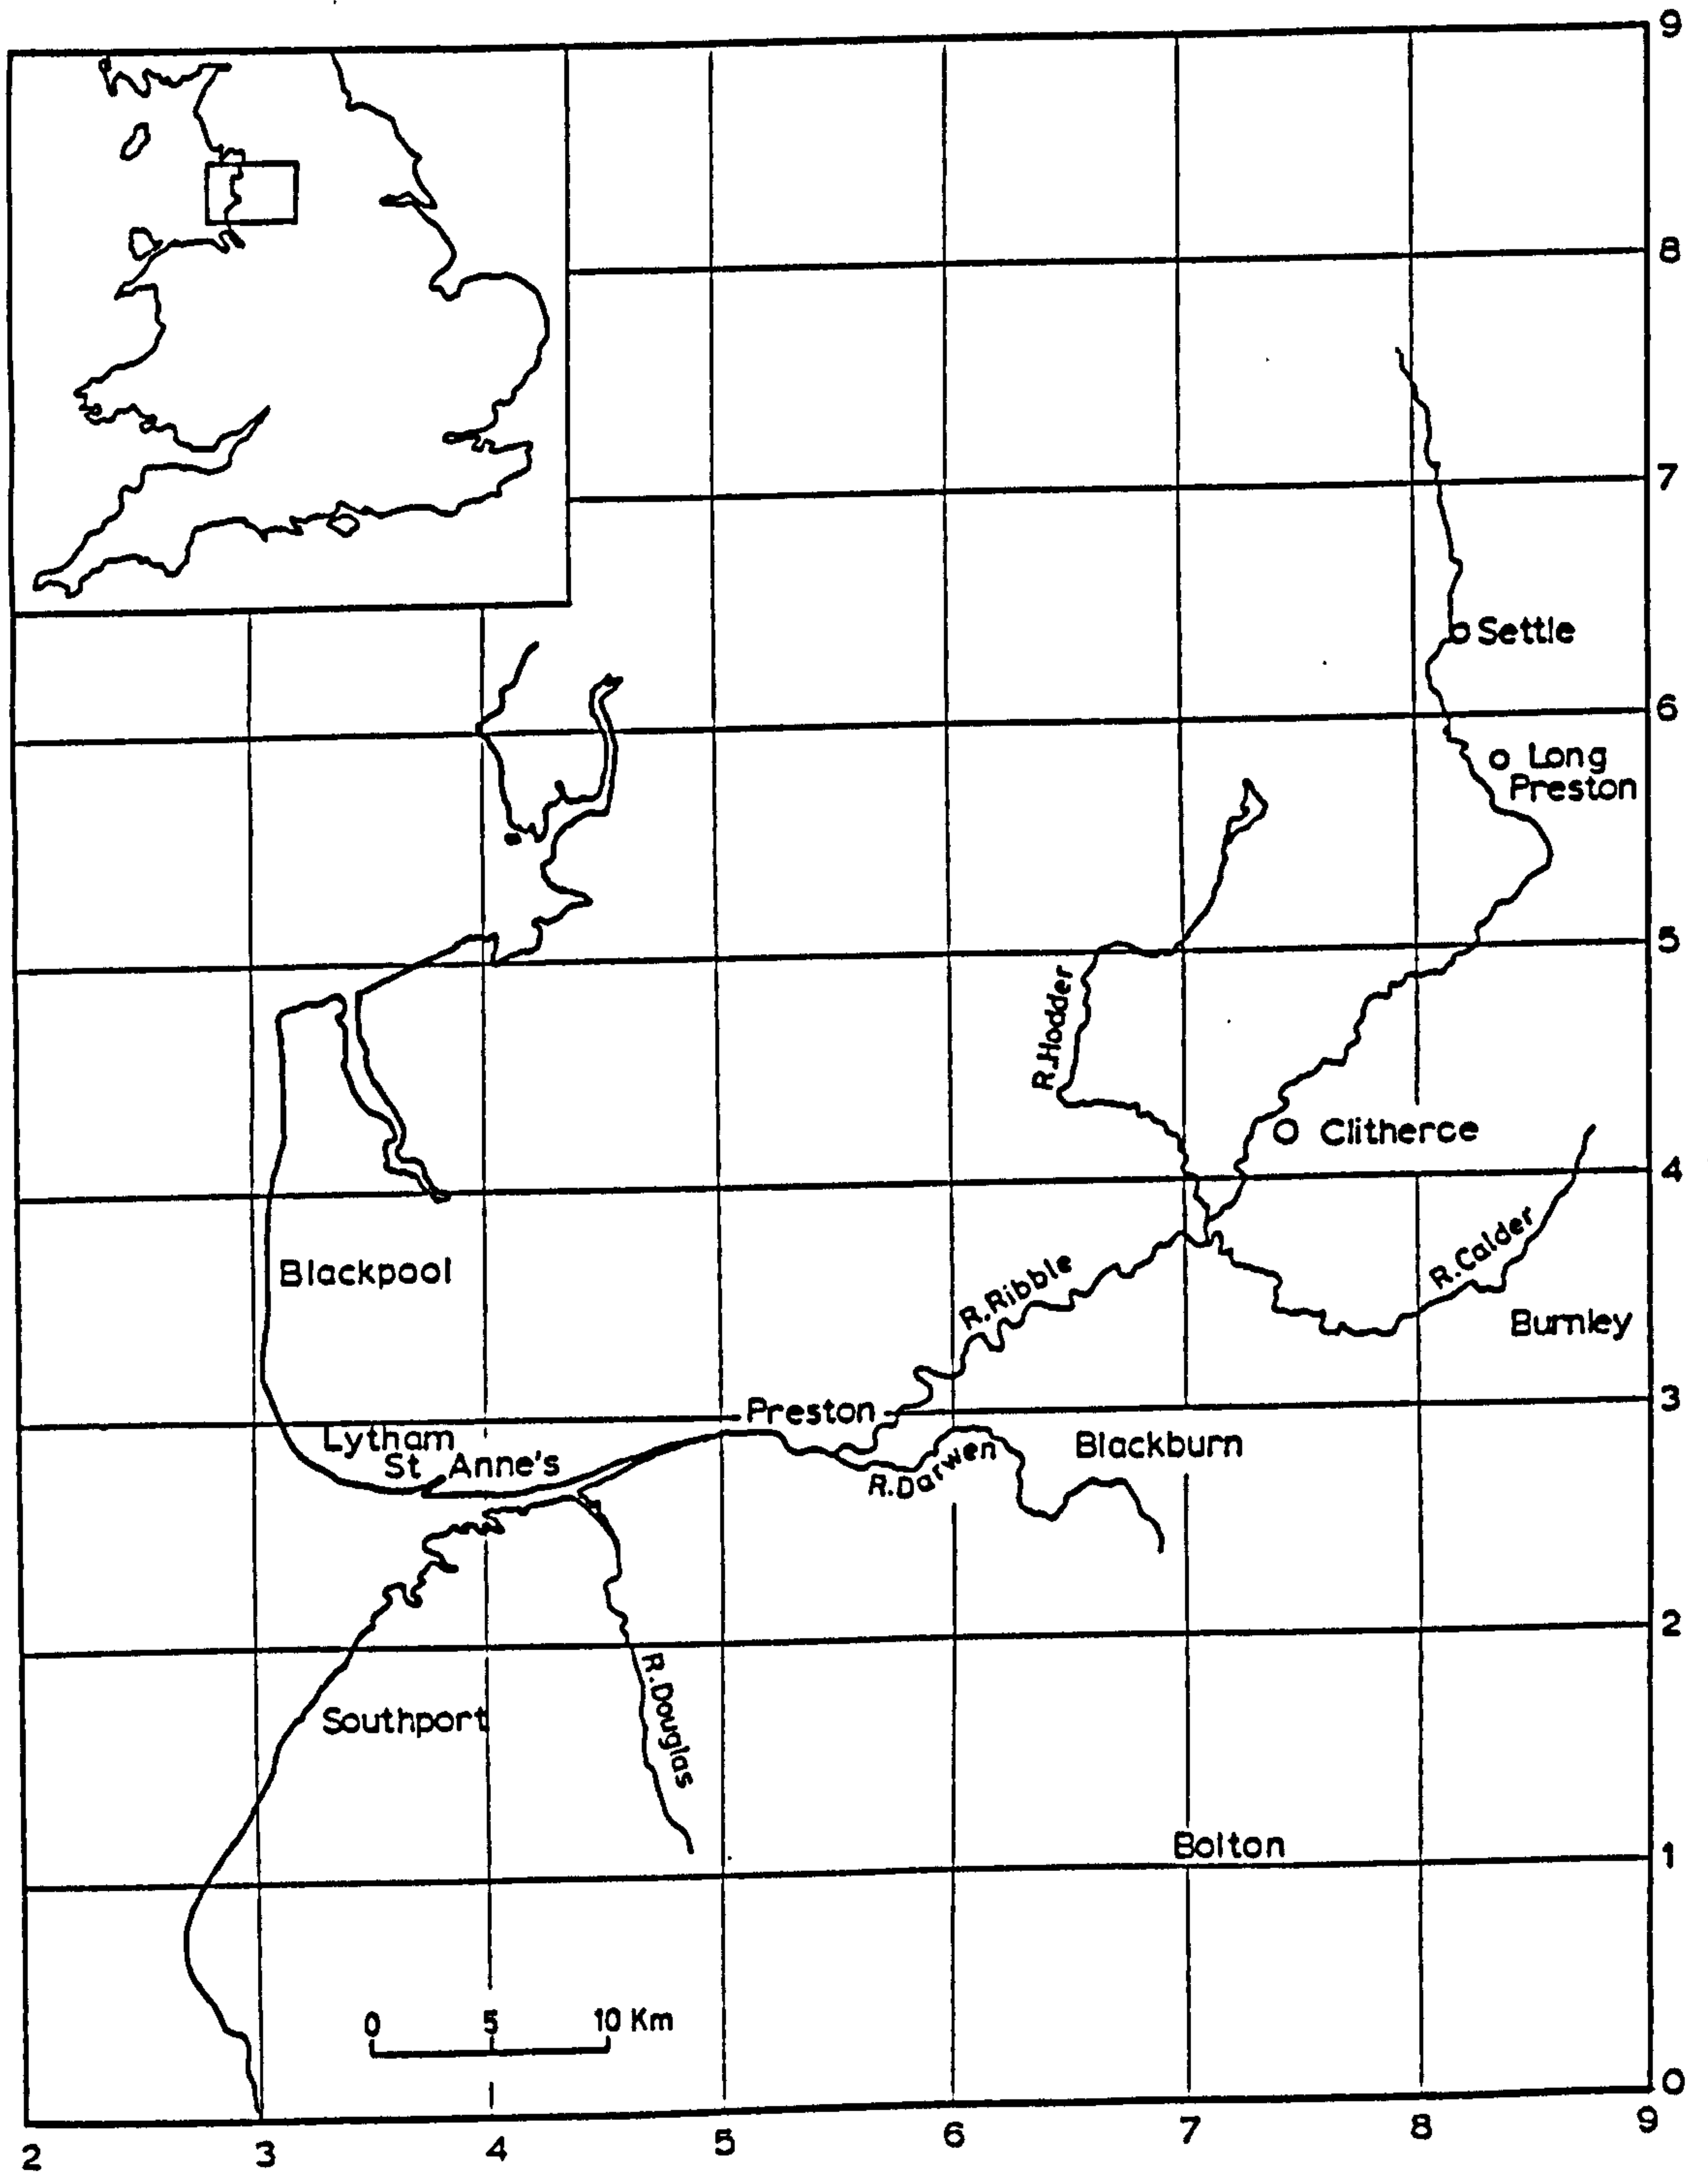 9
8
7
Settle
6
Long
Preston
5
R.Hodder
Clitherce
4
R.Calder
Blackpool
R.Ribble
Burnley
3
Preston
Lytham
St Anne's
Blackburn
R.Darwen
2
R.Douglas
Southport
Bolton
1
0 5 10 Km
0
2 3 4 5 6 7 8 9